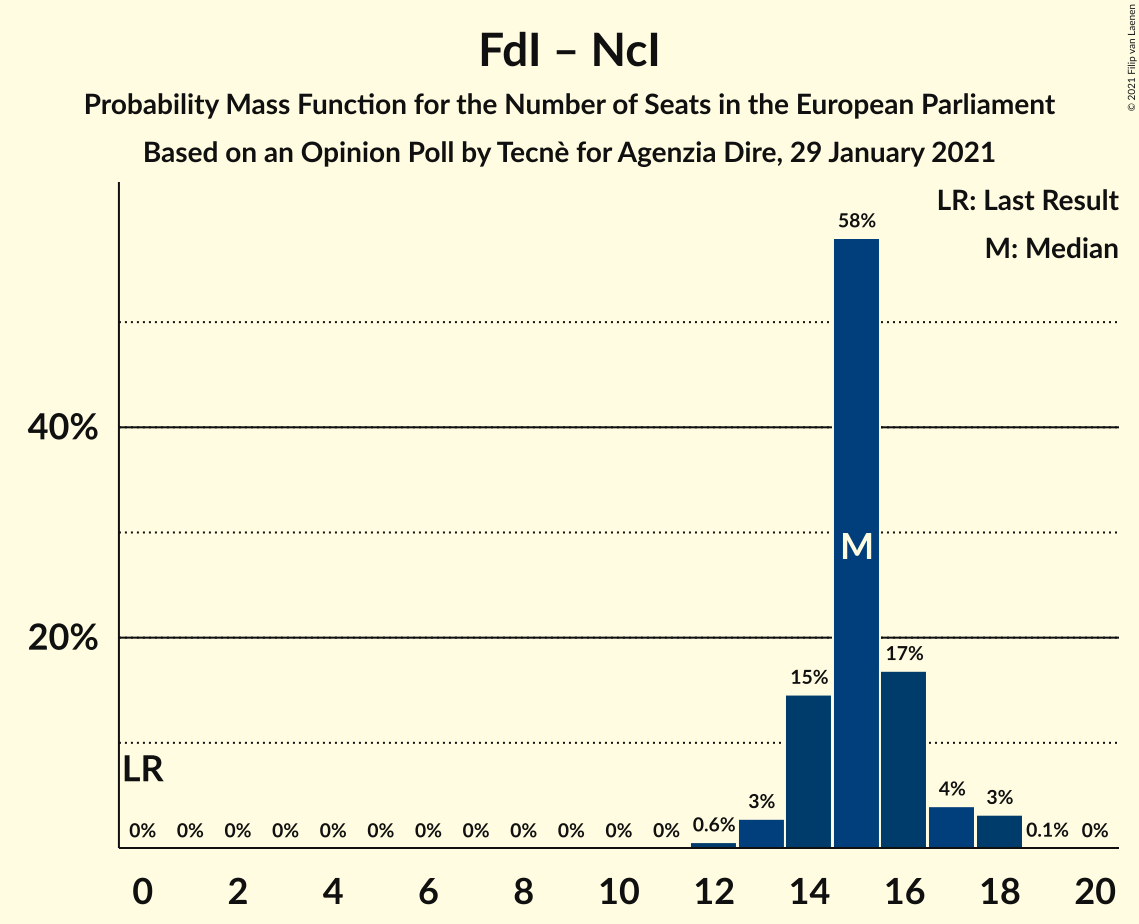 FdI – NcI
Probability Mass Function for the Number of Seats in the European Parliament
Based on an Opinion Poll by Tecnè for Agenzia Dire, 29 January 2021
© 2021 Filip van Laenen
LR: Last Result
M: Median
58%
40%
M
20%
17%
15%
LR
4%
3%
3%
0% 0% 0% 0% 0% 0% 0% 0% 0% 0% 0% 0% 0.6% 0.1% 0%
0 2 4 6 8 10 12 14 16 18 20